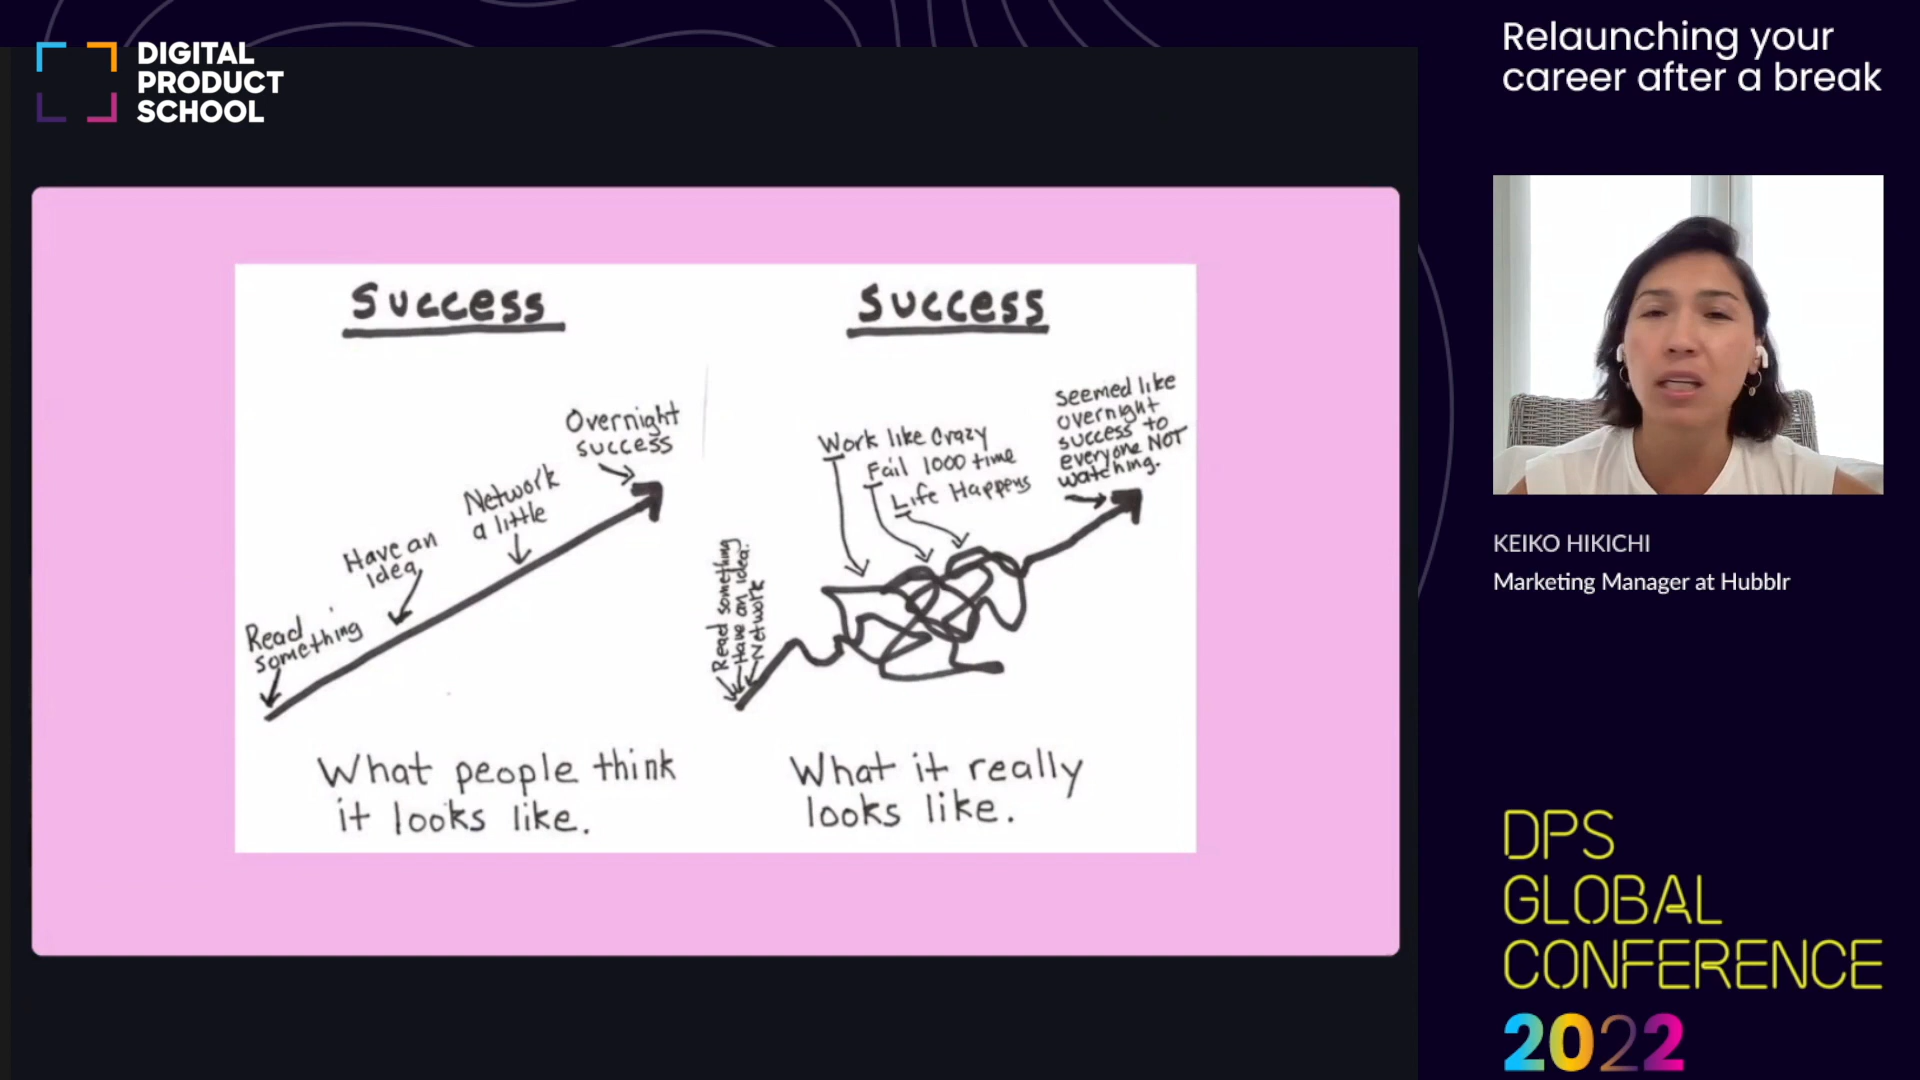 DIGITAL
PRODUCT
SCHOOL
Relaunching your
career after a break
Success
Read
something
Have an
idea
Network
a little
Overnight
success
What people think
it looks like.
Success
Read something
Have an idea.
Network
Work like Crazy
Fail 1000 time
Life Happens
seemed like
overnight
success to
everyone NOT
watching.
What it really
looks like.
KEIKO HIKICHI
Marketing Manager at Hubblr
DPS
GLOBAL
CONFERENCE
2022